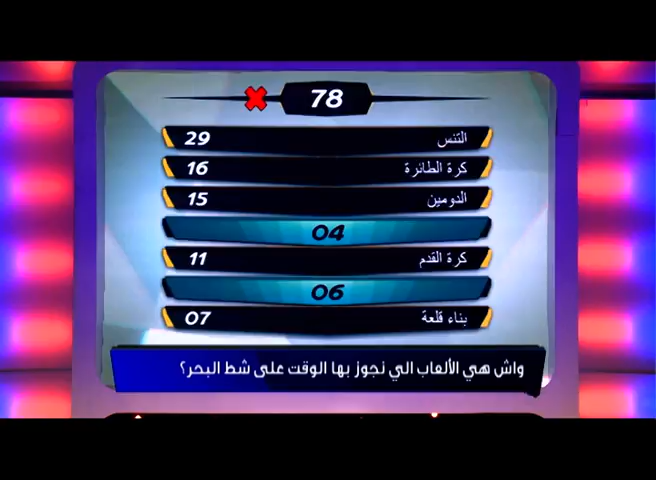 78
التنس 29
كرة الطائرة 16
الدومين 15
04
كرة القدم 11
06
بناء قلعة 07
واش هي الألعاب الي نجوز بها الوقت على شط البحر؟